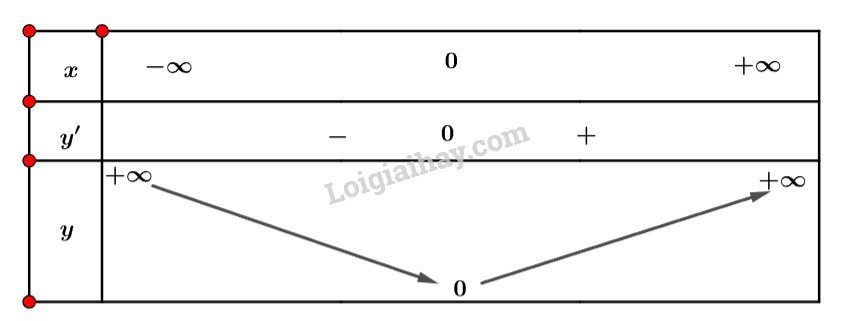 x −∞ 0 +∞
y′ − 0 +
+∞ +∞
y
0
Loigiaihay.com